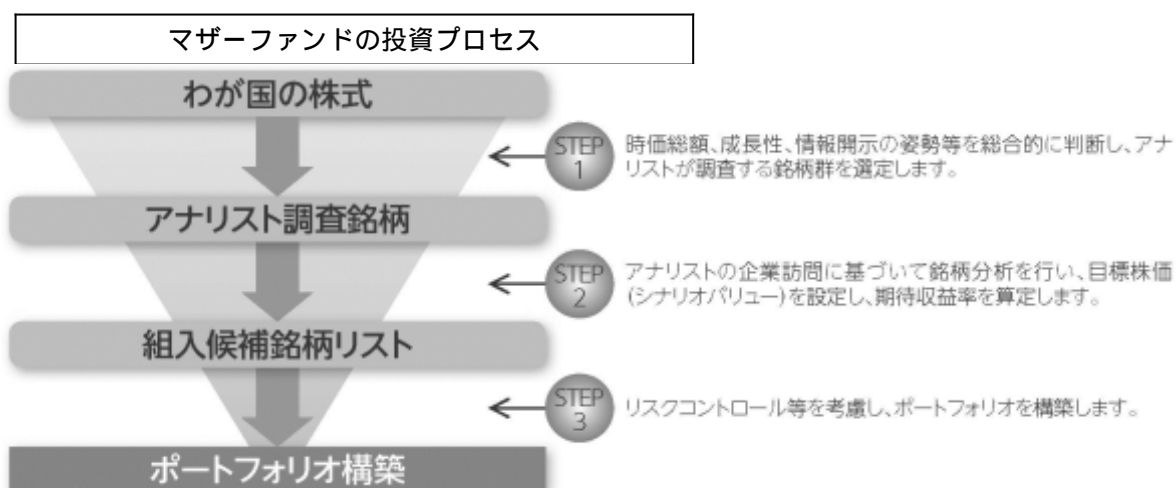 マザーファンドの投資プロセス
わが国の株式
STEP
1
時価総額、成長性、情報開示の姿勢等を総合的に判断し、アナ
リストが調査する銘柄群を選定します。
アナリスト調査銘柄
STEP
2
アナリストの企業訪問に基づいて銘柄分析を行い、目標株価
(シナリオバリュー)を設定し、期待収益率を算定します。
組入候補銘柄リスト
STEP
3
リスクコントロール等を考慮し、ポートフォリオを構築します。
ポートフォリオ構築